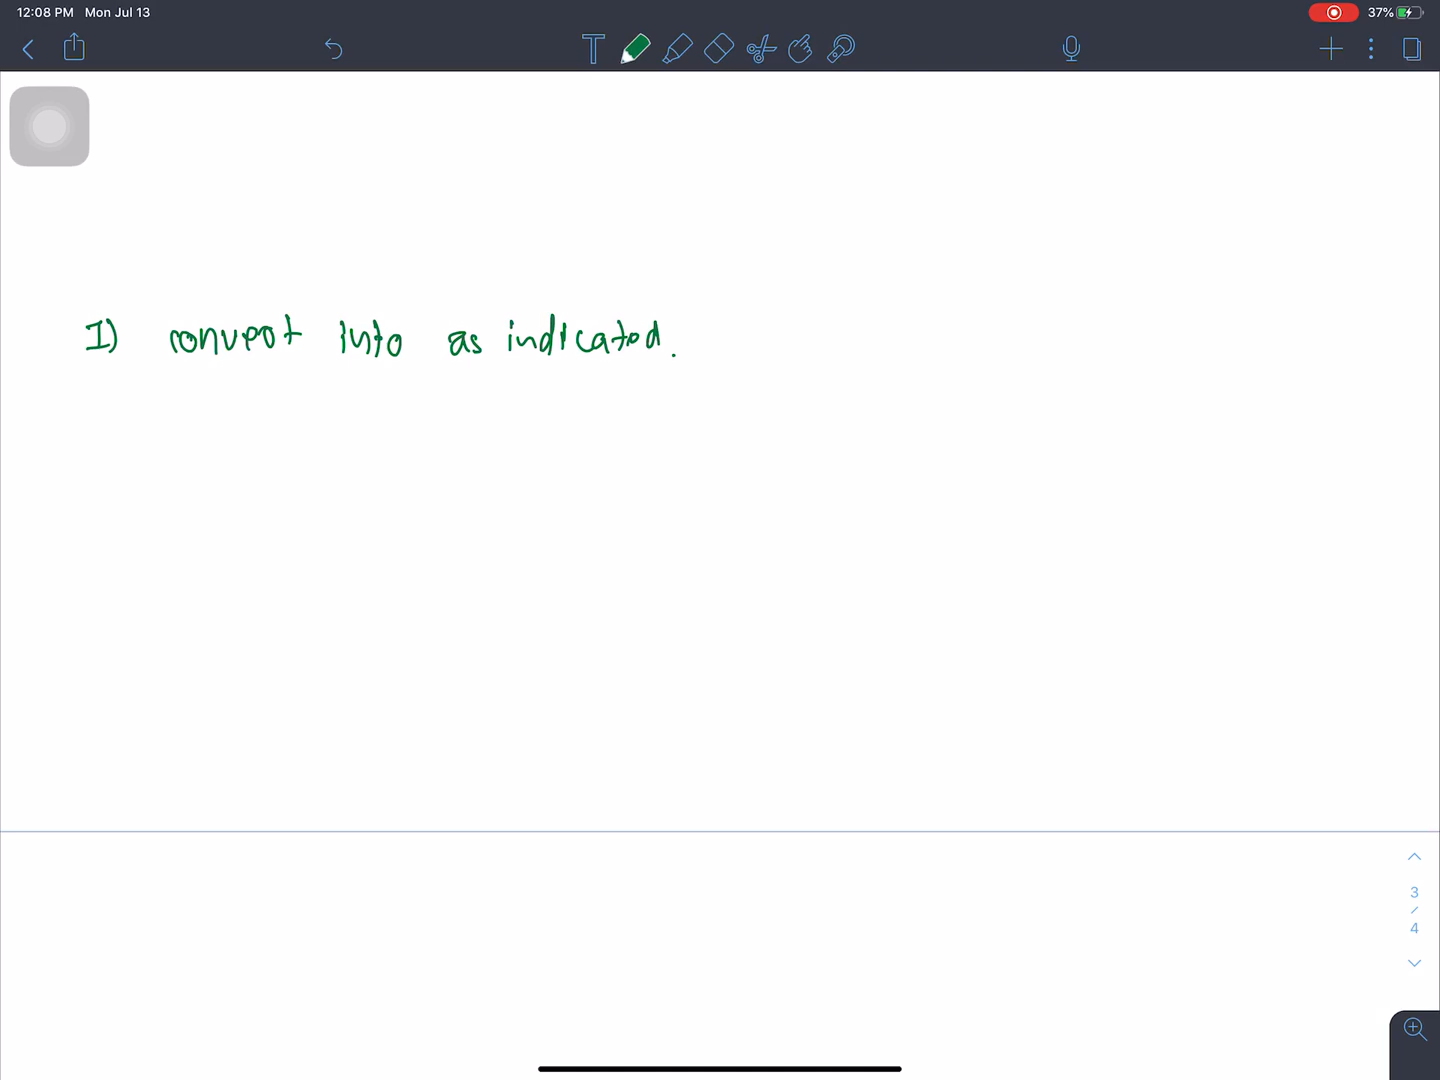 12:08 PM Mon Jul 13
37%
T
I) convert into as indicated.
3
/
4